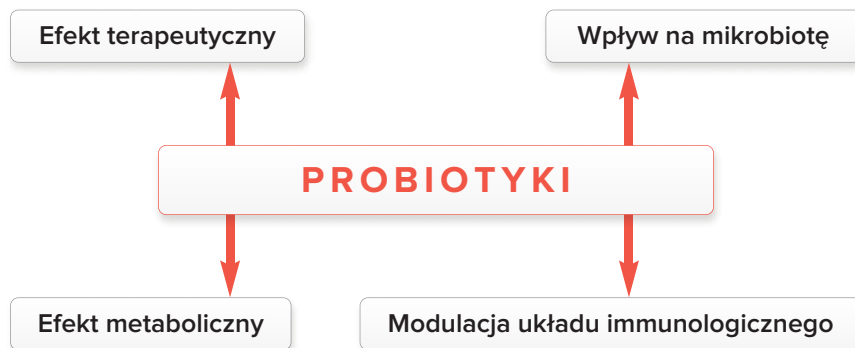 Efekt terapeutyczny
Wpływ na mikrobiotę
PROBIOTYKI
Efekt metaboliczny
Modulacja układu immunologicznego